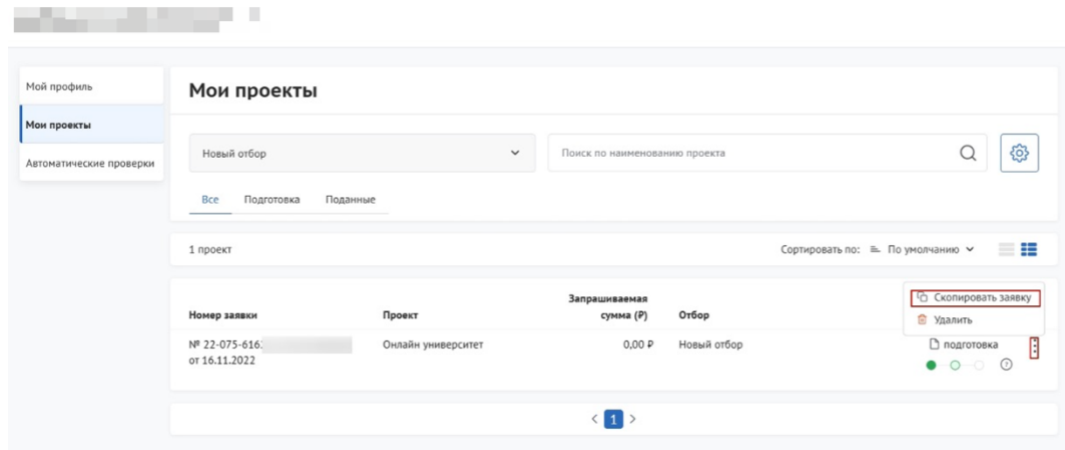 Мой профиль
Мои проекты
Автоматические проверки
Мои проекты
Новый отбор
Поиск по наименованию проекта
Все Подготовка Поданные
1 проект
Сортировать по: По умолчанию
Скопировать заявку
Удалить
Номер заявки Проект Запрашиваемая сумма (₽) Отбор
№ 22-075-616 Онлайн университет 0,00 ₽ Новый отбор подготовка
от 16.11.2022
< 1 >